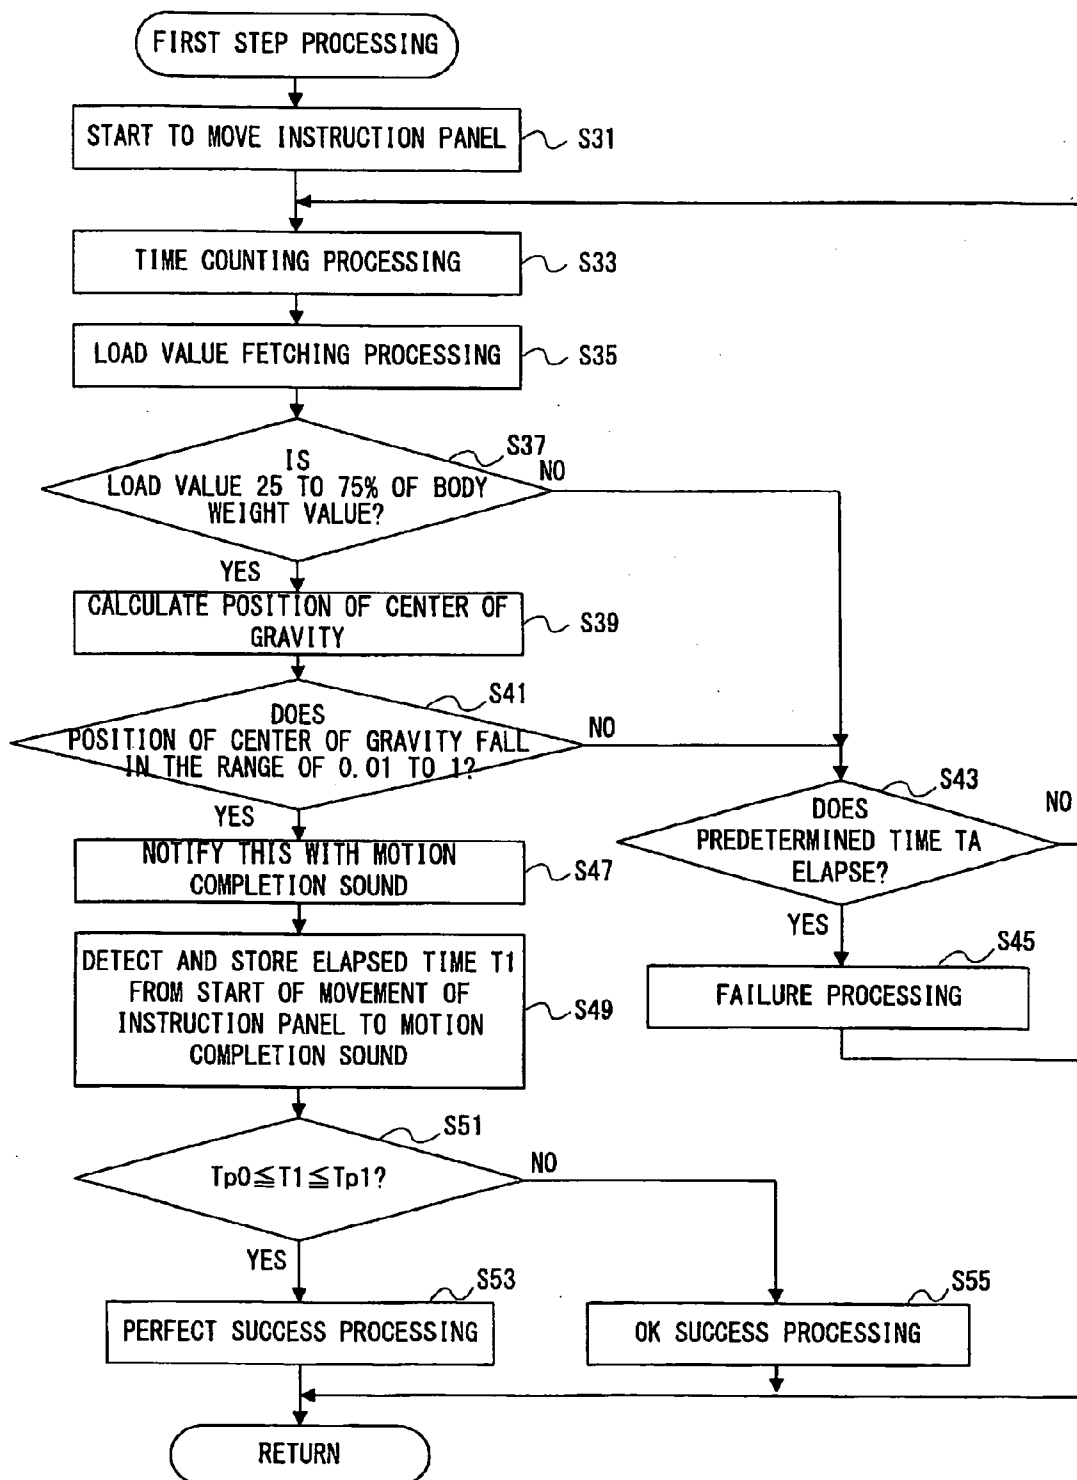 FIRST STEP PROCESSING
START TO MOVE INSTRUCTION PANEL
S31
TIME COUNTING PROCESSING
S33
LOAD VALUE FETCHING PROCESSING
S35
S37
IS
LOAD VALUE 25 TO 75% OF BODY
WEIGHT VALUE?
NO
YES
CALCULATE POSITION OF CENTER OF
GRAVITY
S39
S41
DOES
POSITION OF CENTER OF GRAVITY FALL
IN THE RANGE OF 0.01 TO 1?
NO
YES
S43
DOES
PREDETERMINED TIME TA
ELAPSE?
NO
YES
S45
FAILURE PROCESSING
NOTIFY THIS WITH MOTION
COMPLETION SOUND
S47
DETECT AND STORE ELAPSED TIME T1
FROM START OF MOVEMENT OF
INSTRUCTION PANEL TO MOTION
COMPLETION SOUND
S49
S51
Tp0≦T1≦Tp1?
NO
YES
S53
PERFECT SUCCESS PROCESSING
S55
OK SUCCESS PROCESSING
RETURN